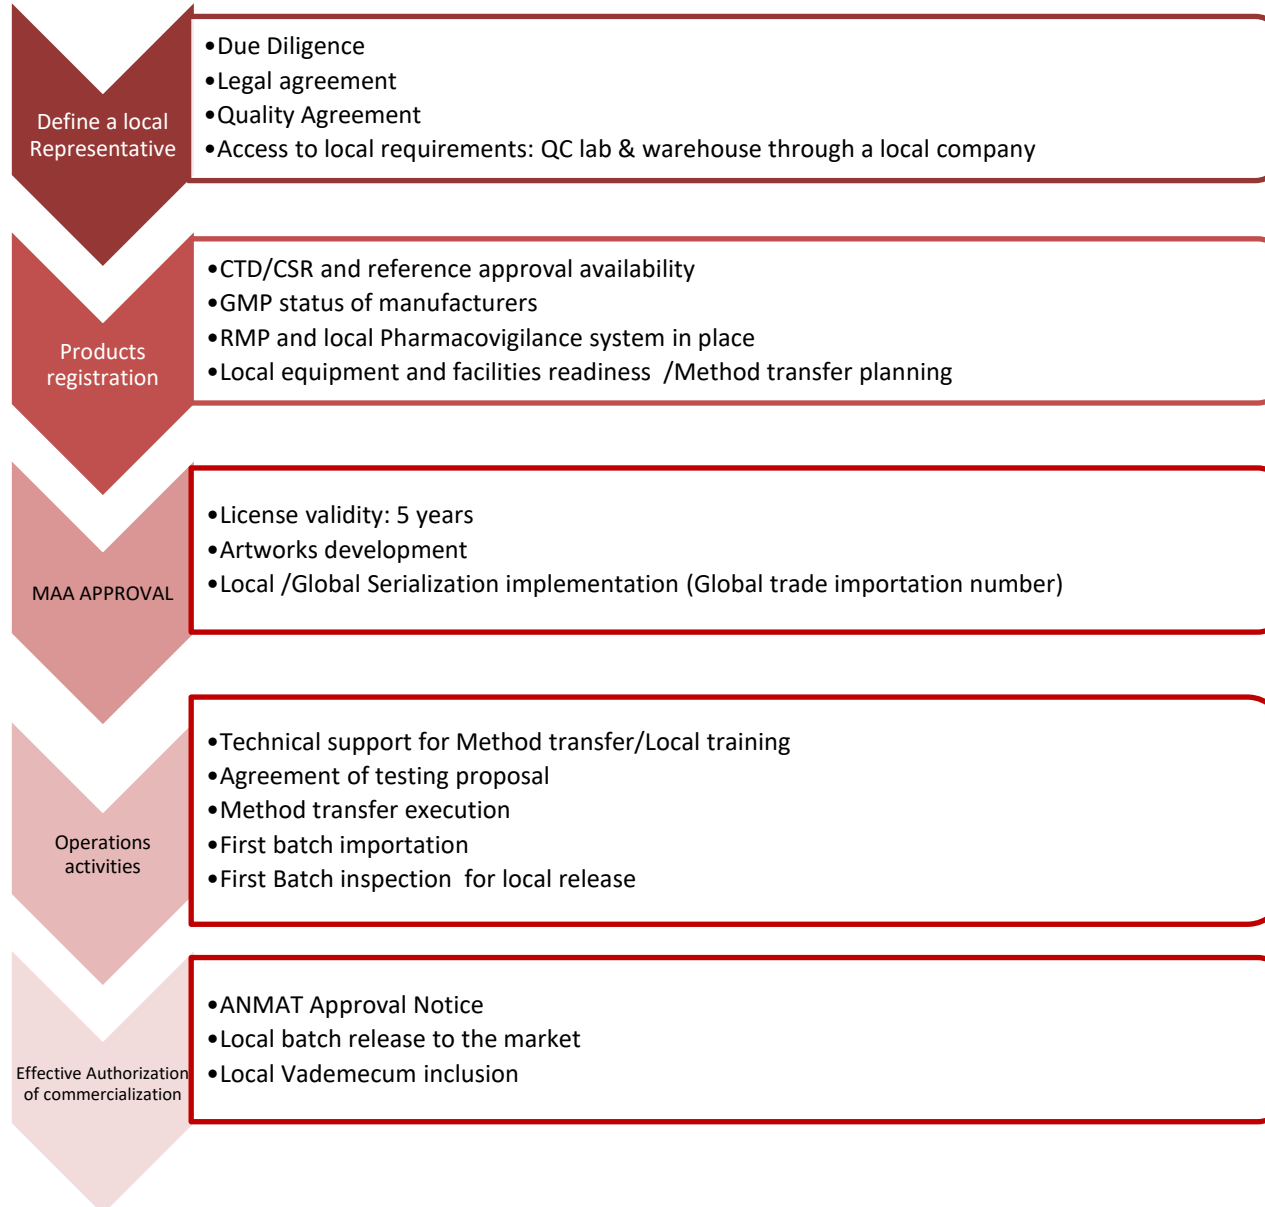 Define a local
Representative
•Due Diligence
•Legal agreement
•Quality Agreement
•Access to local requirements: QC lab & warehouse through a local company
Products
registration
•CTD/CSR and reference approval availability
•GMP status of manufacturers
•RMP and local Pharmacovigilance system in place
•Local equipment and facilities readiness /Method transfer planning
MAA APPROVAL
•License validity: 5 years
•Artworks development
•Local /Global Serialization implementation (Global trade importation number)
Operations
activities
•Technical support for Method transfer/Local training
•Agreement of testing proposal
•Method transfer execution
•First batch importation
•First Batch inspection for local release
Effective Authorization
of commercialization
•ANMAT Approval Notice
•Local batch release to the market
•Local Vademecum inclusion